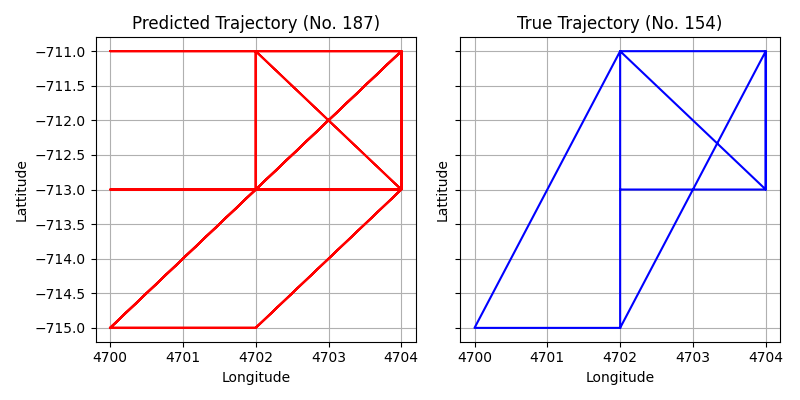 Predicted Trajectory (No. 187)
−711.0
−711.5
−712.0
−712.5
−713.0
−713.5
−714.0
−714.5
−715.0
Lattitude
4700 4701 4702 4703 4704
Longitude
True Trajectory (No. 154)
Lattitude
4700 4701 4702 4703 4704
Longitude